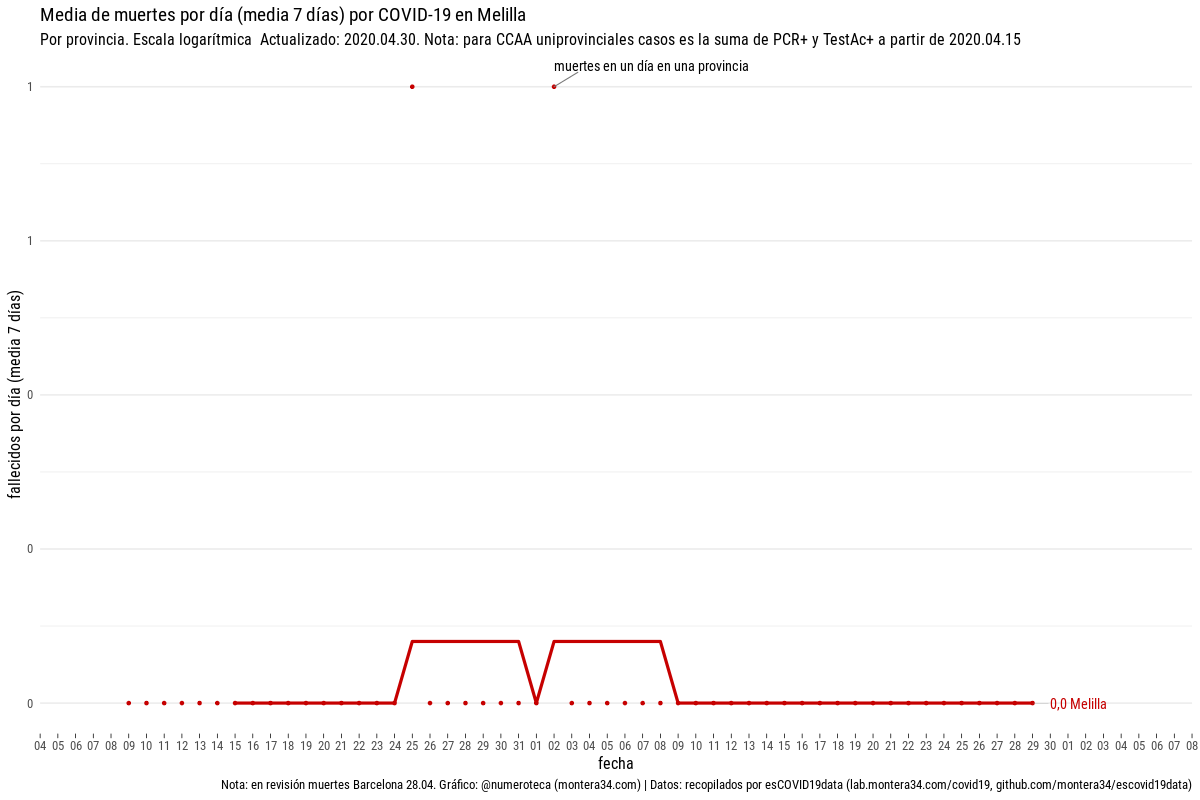 Media de muertes por día (media 7 días) por COVID-19 en Melilla
Por provincia. Escala logarítmica  Actualizado: 2020.04.30. Nota: para CCAA uniprovinciales casos es la suma de PCR+ y TestAc+ a partir de 2020.04.15
muertes en un día en una provincia
1
1
0
0
0
fallecidos por día (media 7 días)
0,0 Melilla
04 05 06 07 08 09 10 11 12 13 14 15 16 17 18 19 20 21 22 23 24 25 26 27 28 29 30 31 01 02 03 04 05 06 07 08 09 10 11 12 13 14 15 16 17 18 19 20 21 22 23 24 25 26 27 28 29 30 01 02 03 04 05 06 07 08
fecha
Nota: en revisión muertes Barcelona 28.04. Gráfico: @numeroteca (montera34.com) | Datos: recopilados por esCOVID19data (lab.montera34.com/covid19, github.com/montera34/escovid19data)